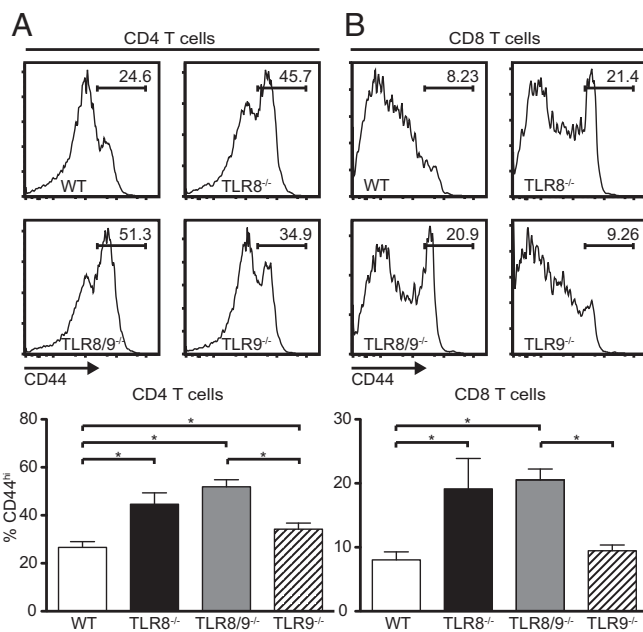 A
B
CD4 T cells
CD8 T cells
24.6
WT
45.7
TLR8-/-
8.23
WT
21.4
TLR8-/-
51.3
TLR8/9-/-
34.9
TLR9-/-
20.9
TLR8/9-/-
9.26
TLR9-/-
CD44
CD44
CD4 T cells
% CD44hi
80
60
40
20
0
*
*
*
*
WT
TLR8-/-
TLR8/9-/-
TLR9-/-
CD8 T cells
30
20
10
0
*
*
*
WT
TLR8-/-
TLR8/9-/-
TLR9-/-